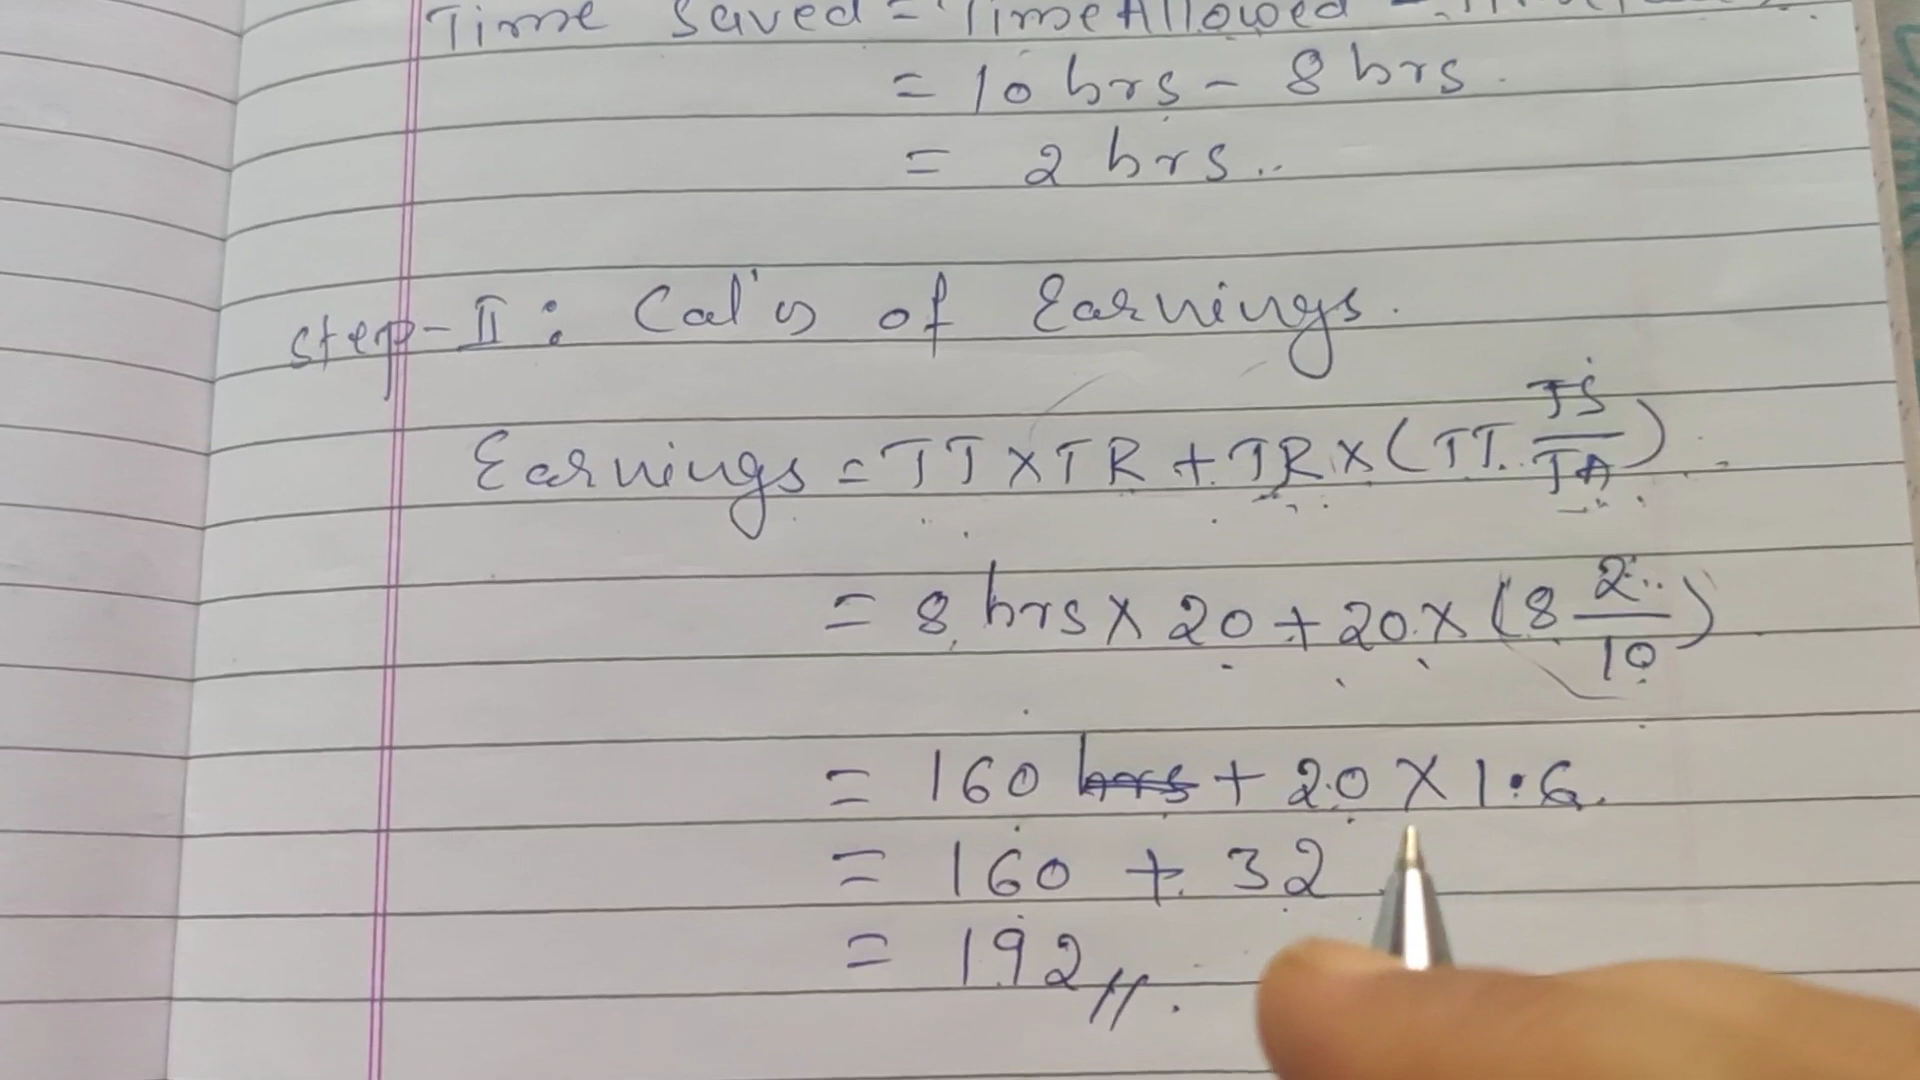 Time Saved = Time Allowed -
= 10 hrs - 8 hrs.
= 2 hrs..
Step-II: Cal'n of Earnings.
Earnings = TT × TR + TR × (TT. TS/TA).
= 8 hrs × 20 + 20 × (8 2/10)
= 160 hrs + 20 × 1.6.
= 160 + 32
= 192 //.